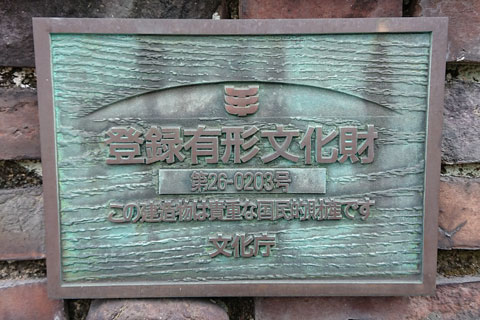 登録有形文化財
第26-0203号
この建造物は貴重な国民的財産です
文化庁